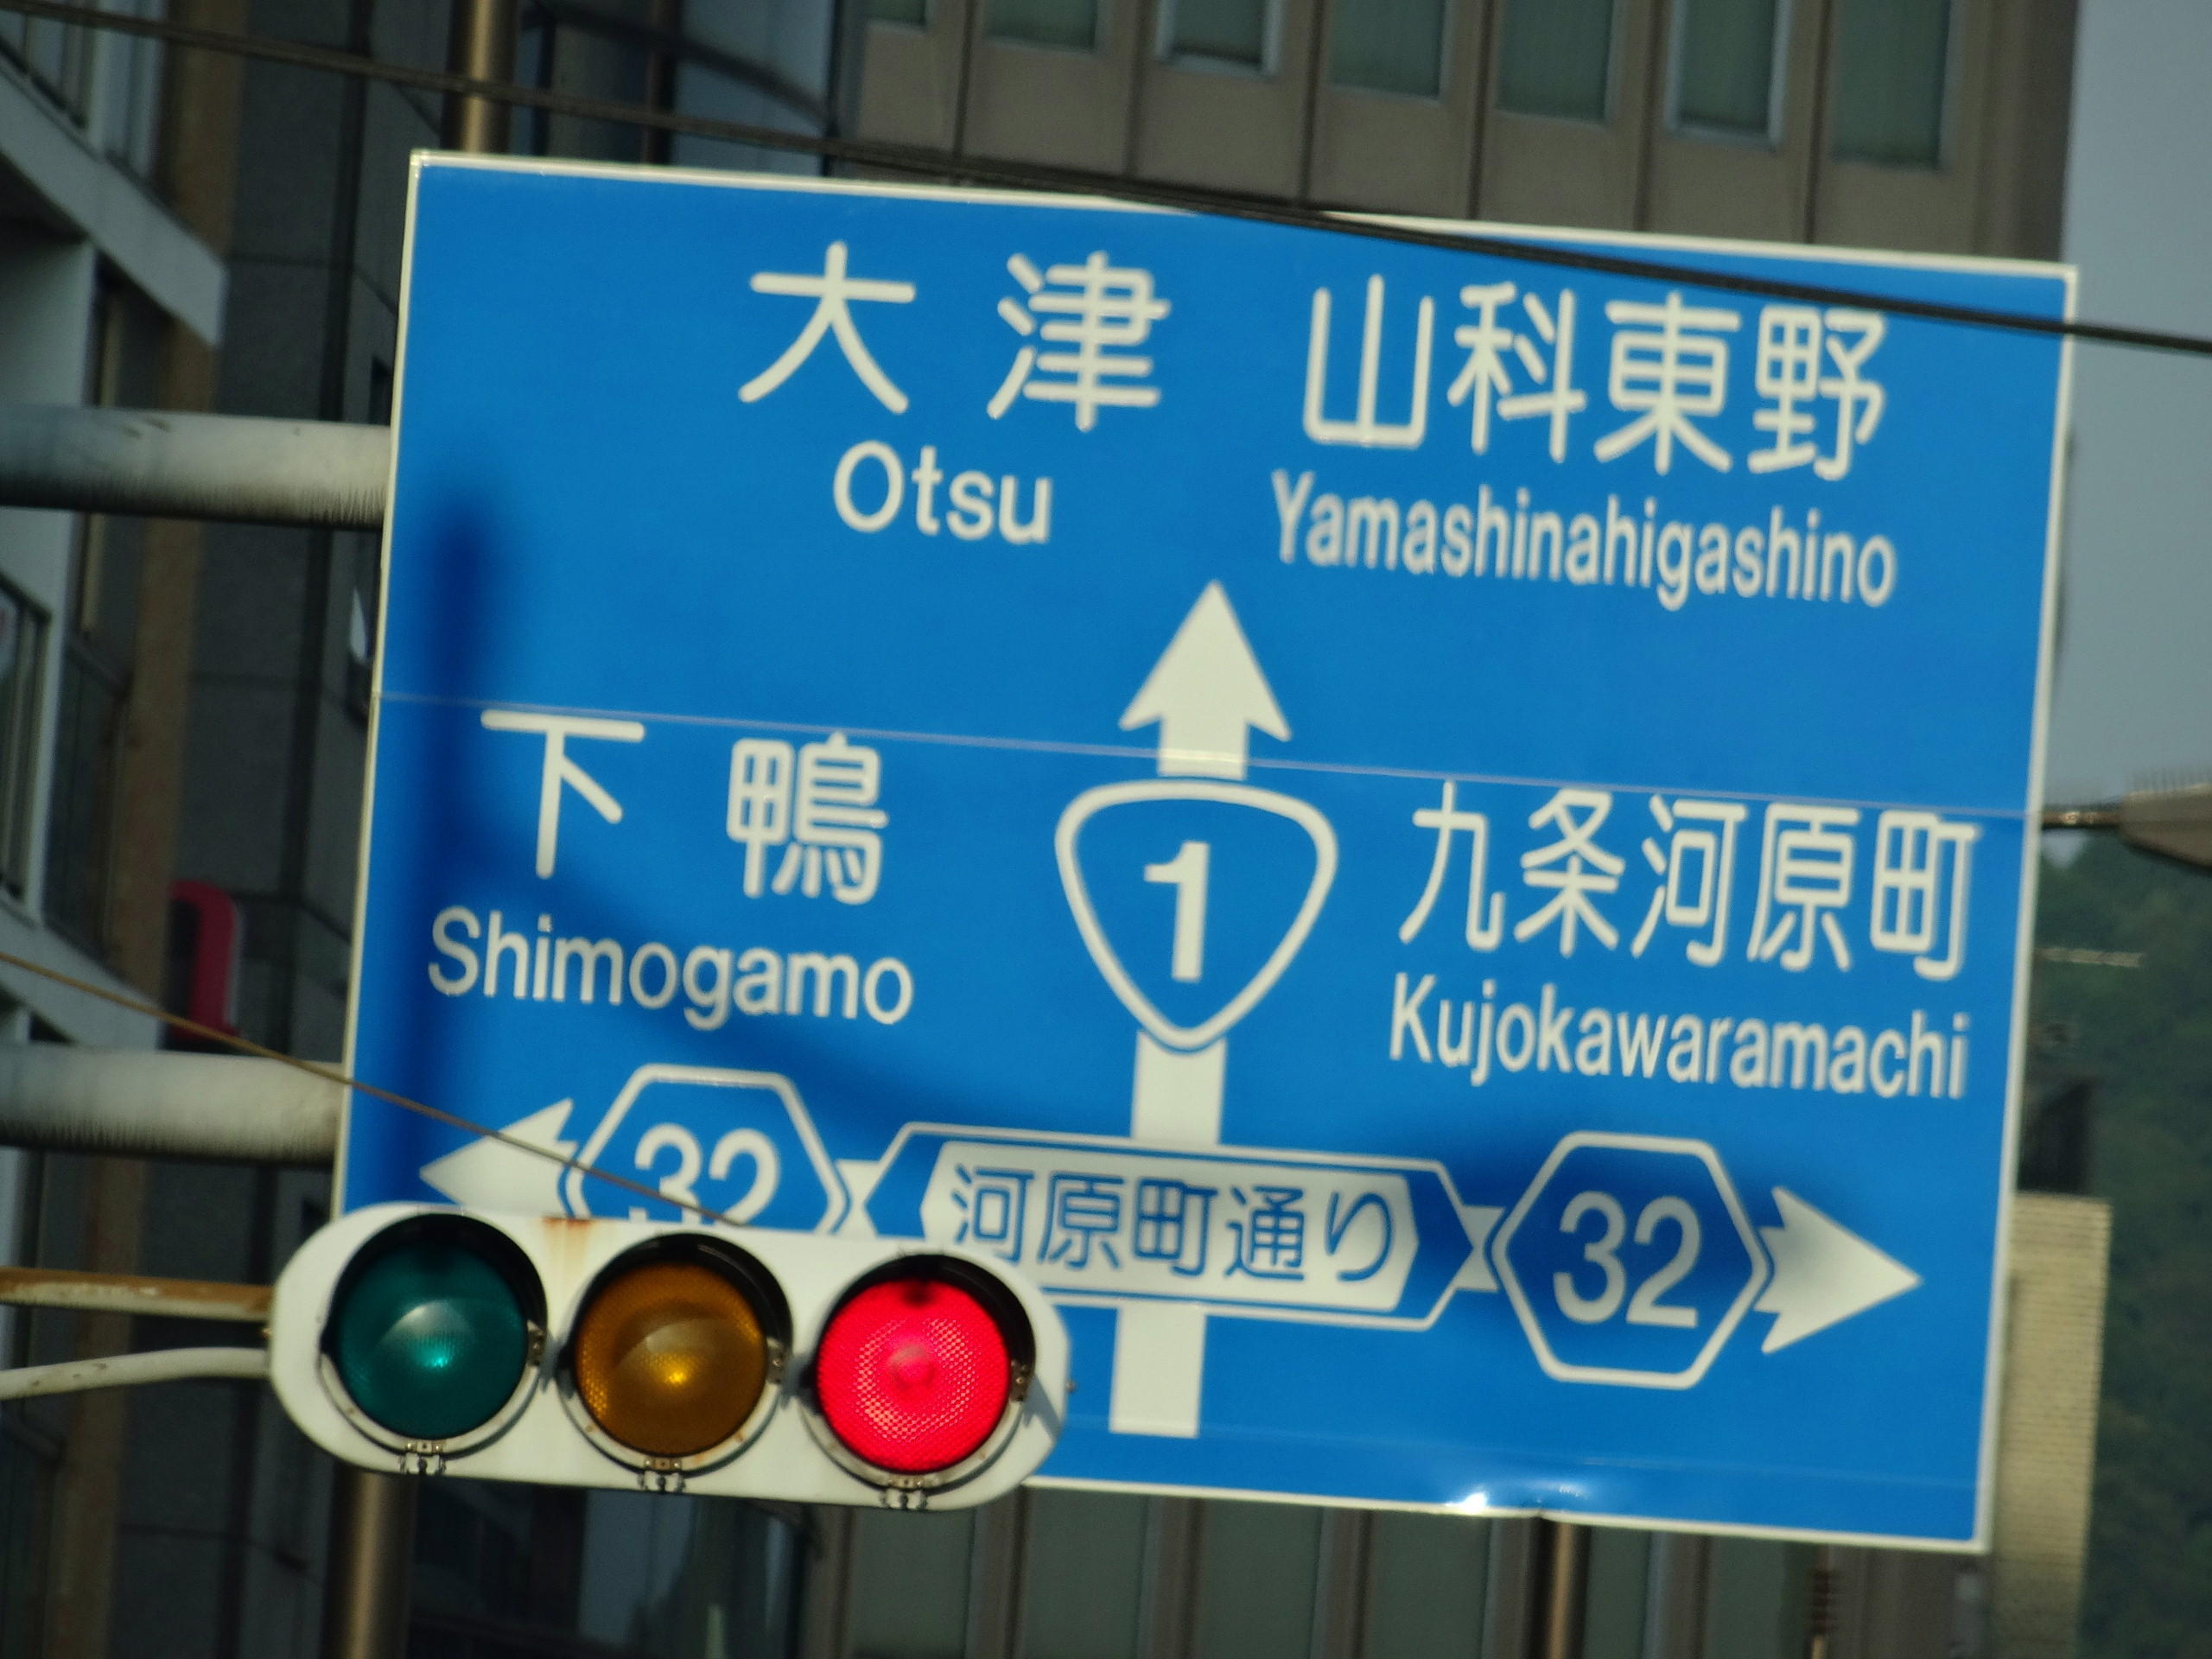 大津 山科東野
Otsu Yamashinahigashino
下鴨 1 九条河原町
Shimogamo Kujokawaramachi
32 河原町通り 32